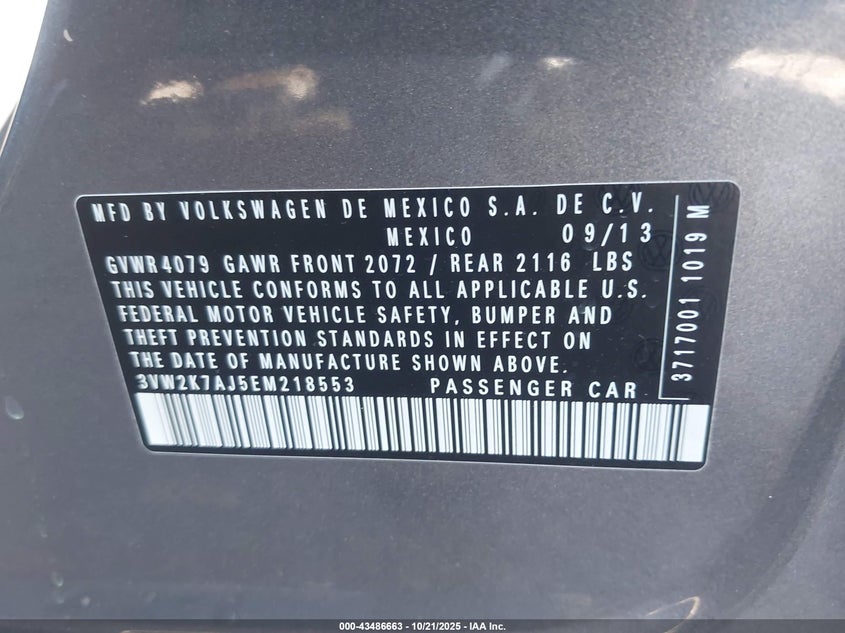 MFD BY VOLKSWAGEN DE MEXICO S.A. DE C.V.
MEXICO 09/13
GVWR4079 GAWR FRONT 2072 / REAR 2116 LBS
THIS VEHICLE CONFORMS TO ALL APPLICABLE U.S.
FEDERAL MOTOR VEHICLE SAFETY, BUMPER AND
THEFT PREVENTION STANDARDS IN EFFECT ON
THE DATE OF MANUFACTURE SHOWN ABOVE.
3VW2K7AJ5EM218553 PASSENGER CAR
3717001 1019 M
000-43486663 - 10/21/2025 - IAA Inc.